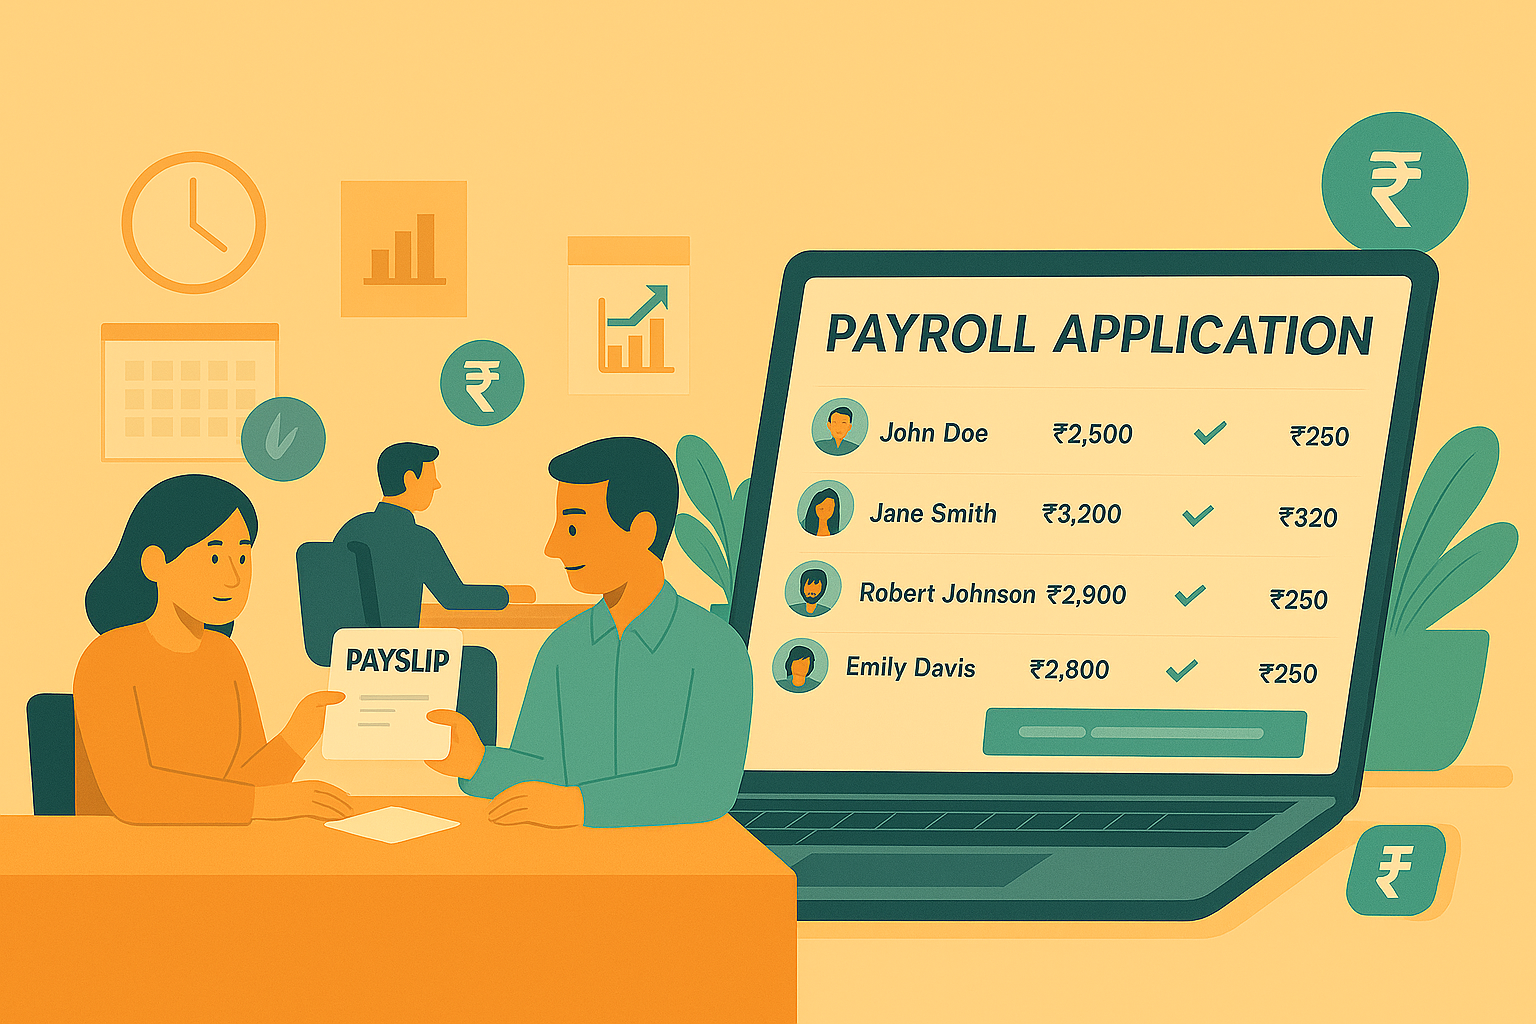 ₹
PAYROLL APPLICATION
₹
John Doe ₹2,500 ✓ ₹250
Jane Smith ₹3,200 ✓ ₹320
Robert Johnson ₹2,900 ✓ ₹250
Emily Davis ₹2,800 ✓ ₹250
PAYSLIP
₹